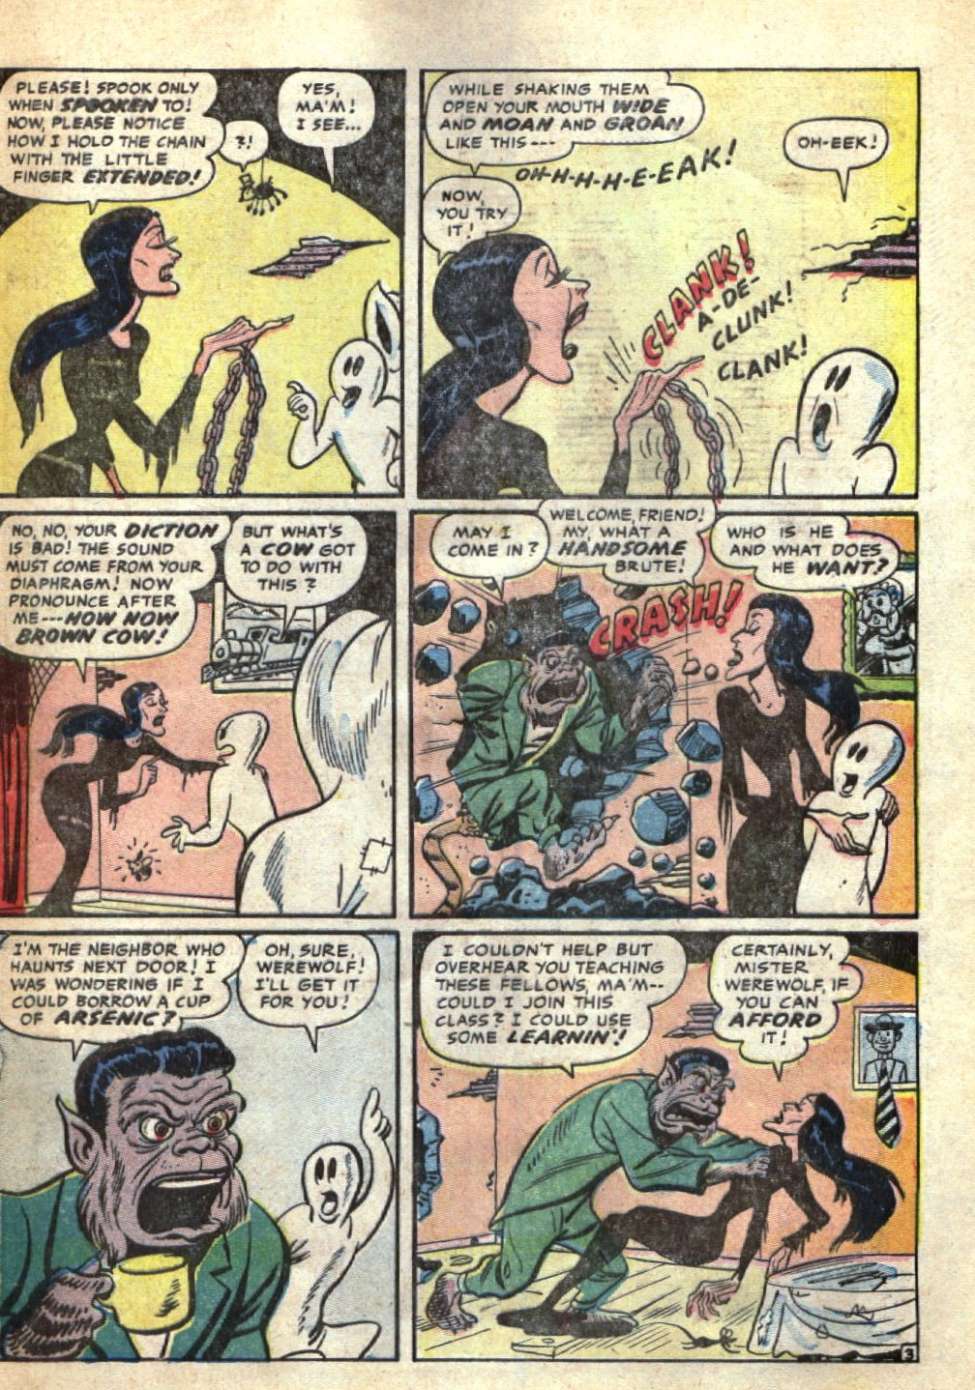 PLEASE! SPOOK ONLY
WHEN SPOOKEN TO!
NOW, PLEASE NOTICE
HOW I HOLD THE CHAIN
WITH THE LITTLE
FINGER EXTENDED!
?!
YES,
MA'M!
I SEE...
WHILE SHAKING THEM
OPEN YOUR MOUTH WIDE
AND MOAN AND GROAN
LIKE THIS---
OH-H-H-H-E-EAK!
NOW,
YOU TRY
IT!
OH-EEK!
CLANK!
A-DE-
CLUNK!
CLANK!
NO, NO, YOUR DICTION
IS BAD! THE SOUND
MUST COME FROM YOUR
DIAPHRAGM! NOW
PRONOUNCE AFTER
ME---HOW NOW
BROWN COW!
BUT WHAT'S
A COW GOT
TO DO WITH
THIS?
MAY I
COME IN?
WELCOME, FRIEND!
MY, WHAT A
HANDSOME
BRUTE!
WHO IS HE
AND WHAT DOES
HE WANT?
CRASH!
I'M THE NEIGHBOR WHO
HAUNTS NEXT DOOR! I
WAS WONDERING IF I
COULD BORROW A CUP
OF ARSENIC?
OH, SURE,
WEREWOLF!
I'LL GET IT
FOR YOU!
I COULDN'T HELP BUT
OVERHEAR YOU TEACHING
THESE FELLOWS, MA'M--
COULD I JOIN THIS
CLASS? I COULD USE
SOME LEARNIN'!
CERTAINLY,
MISTER
WEREWOLF, IF
YOU CAN
AFFORD
IT!
3